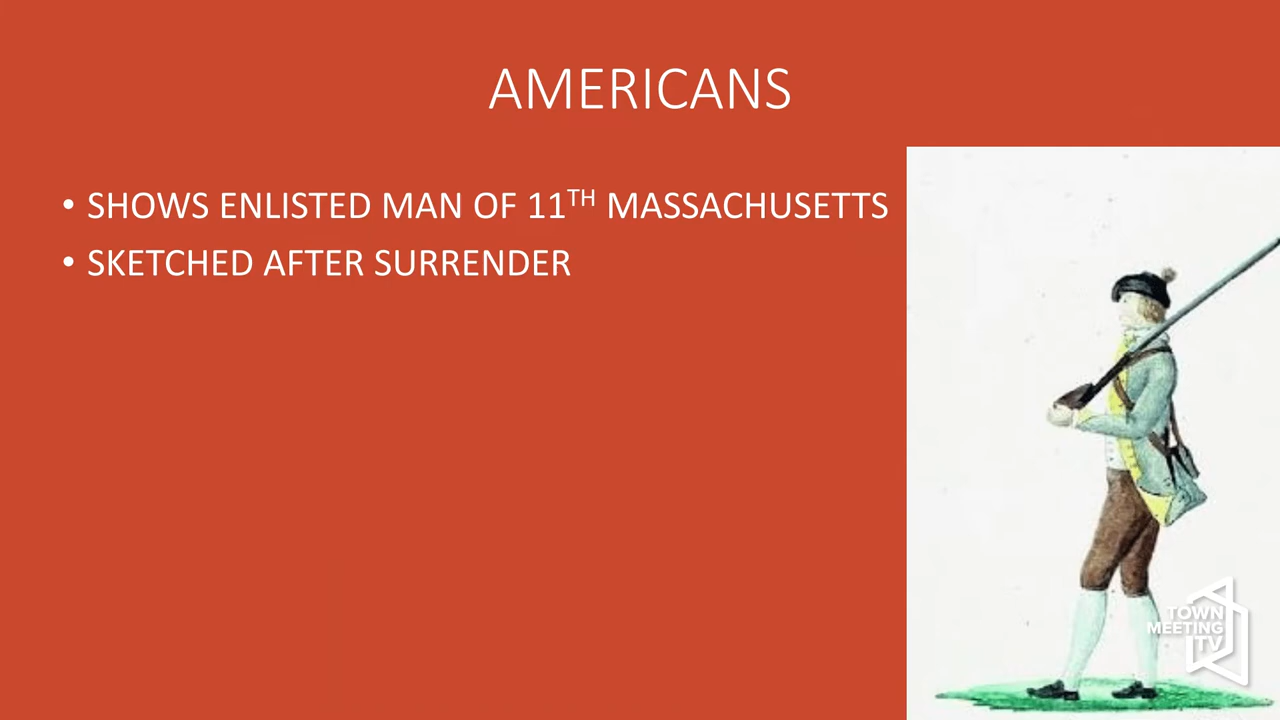 AMERICANS
• SHOWS ENLISTED MAN OF 11TH MASSACHUSETTS
• SKETCHED AFTER SURRENDER
TOWN
MEETING
TV